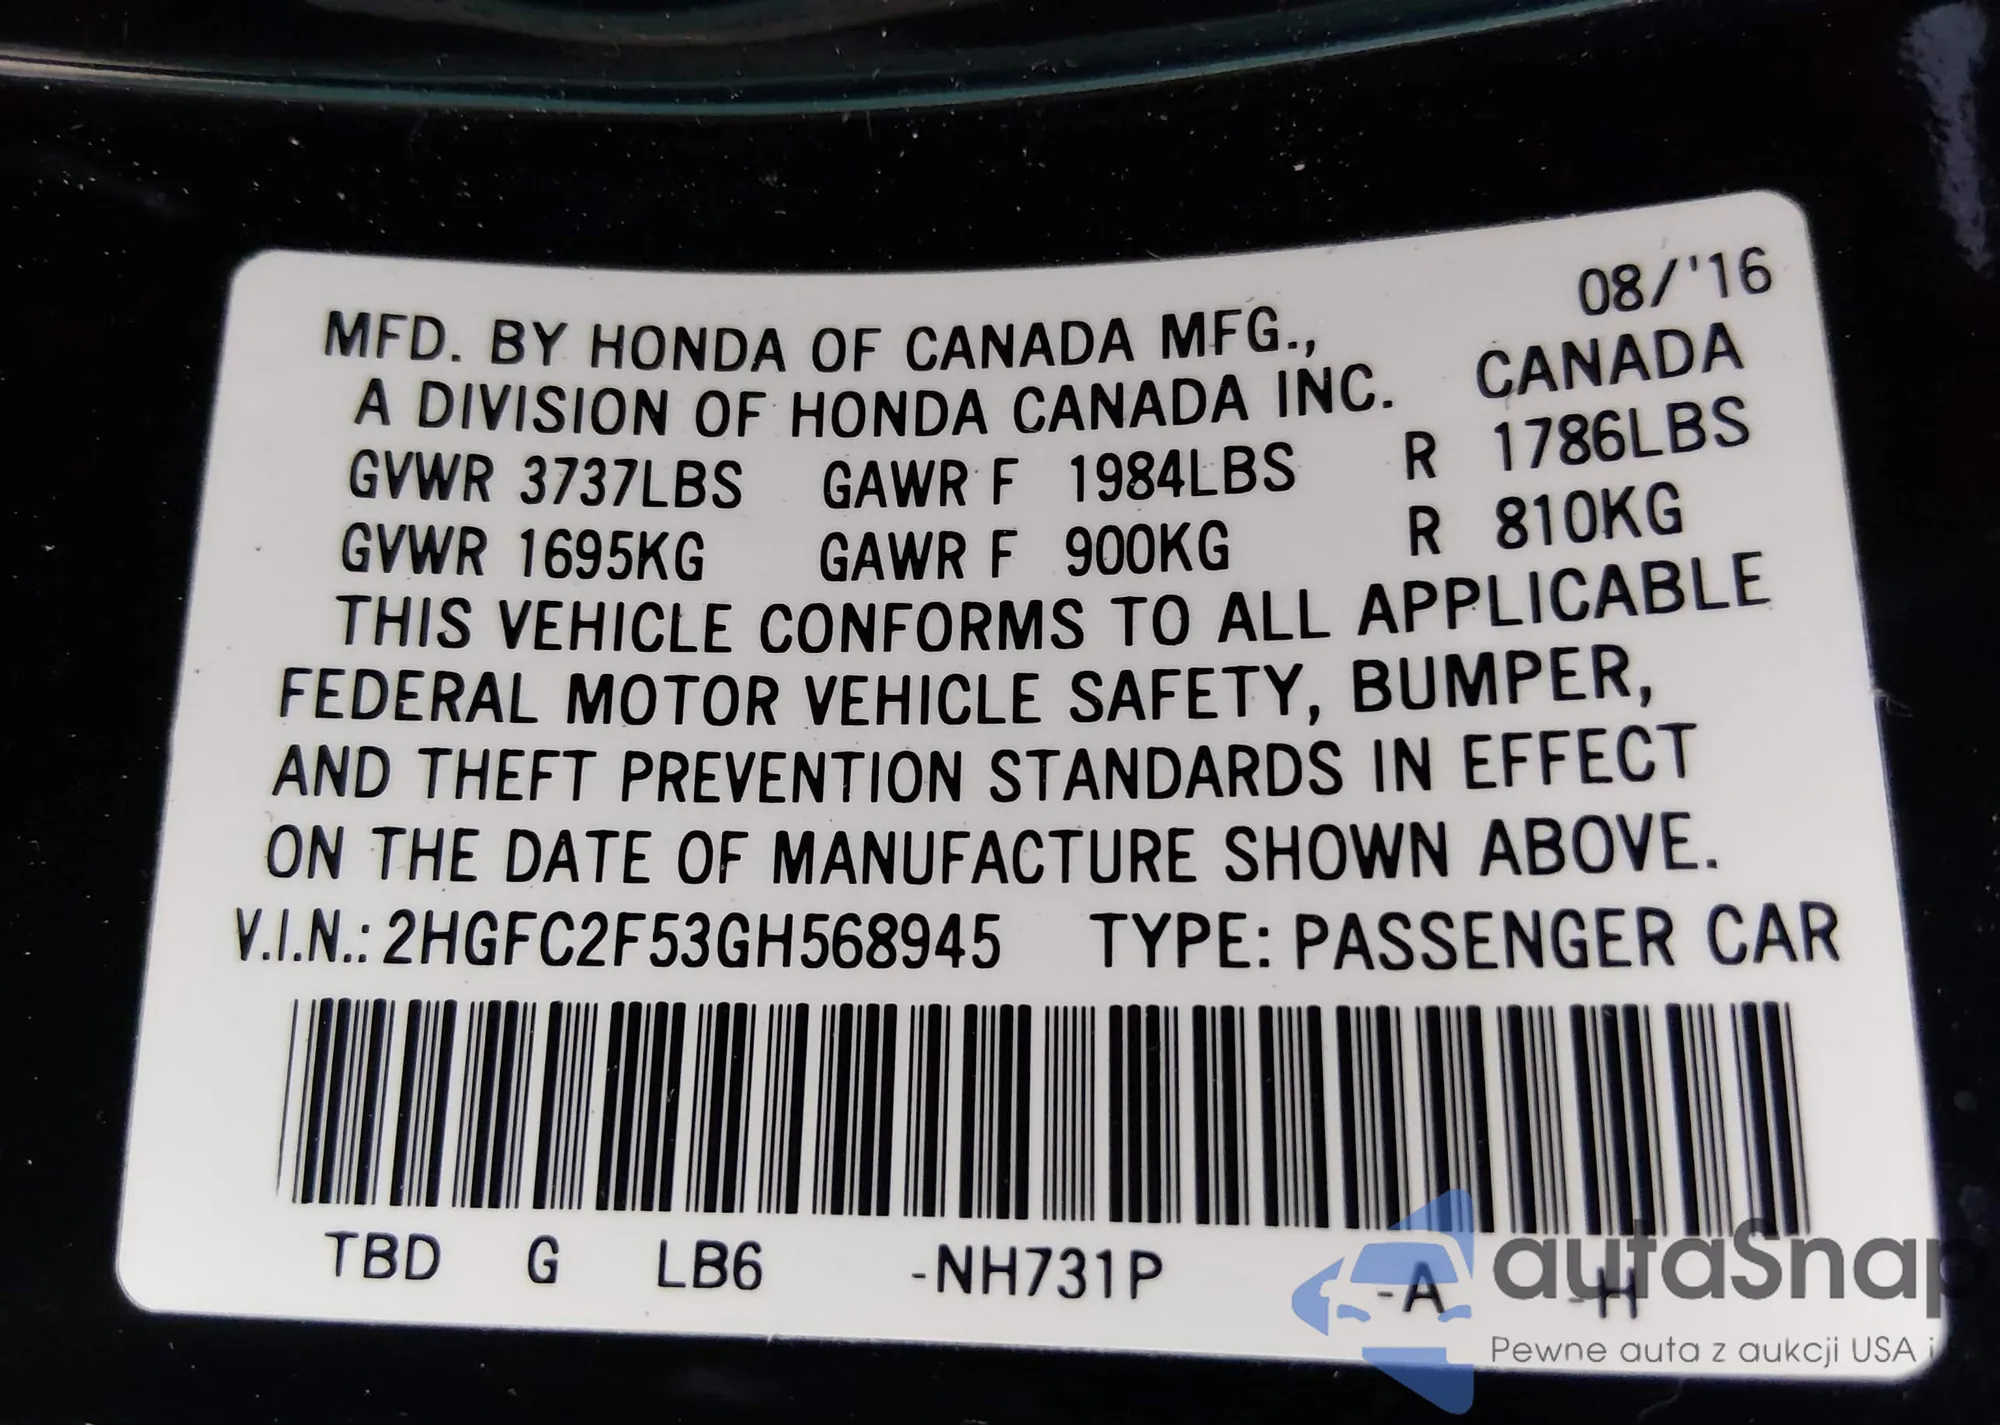 08/'16
MFD. BY HONDA OF CANADA MFG.,
A DIVISION OF HONDA CANADA INC. CANADA
GVWR 3737LBS GAWR F 1984LBS R 1786LBS
GVWR 1695KG GAWR F 900KG R 810KG
THIS VEHICLE CONFORMS TO ALL APPLICABLE
FEDERAL MOTOR VEHICLE SAFETY, BUMPER,
AND THEFT PREVENTION STANDARDS IN EFFECT
ON THE DATE OF MANUFACTURE SHOWN ABOVE.
V.I.N.: 2HGFC2F53GH568945 TYPE: PASSENGER CAR
TBD G LB6 -NH731P -A -H
autaSnap
Pewne auta z aukcji USA i